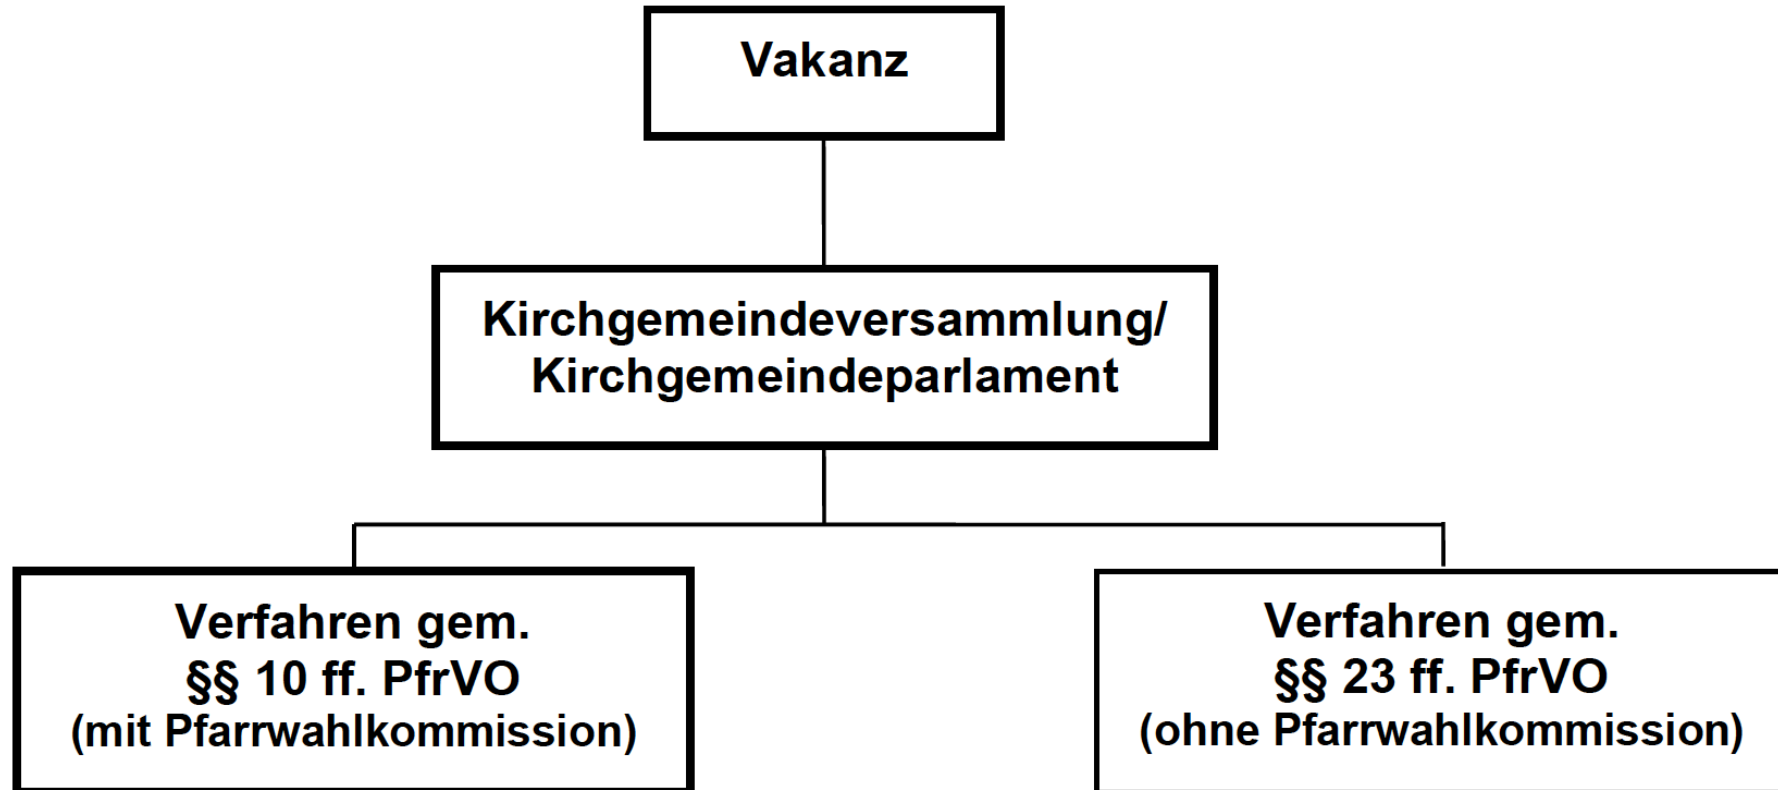 Vakanz
Kirchgemeindeversammlung/
Kirchgemeindeparlament
Verfahren gem.
§§ 10 ff. PfrVO
(mit Pfarrwahlkommission)
Verfahren gem.
§§ 23 ff. PfrVO
(ohne Pfarrwahlkommission)